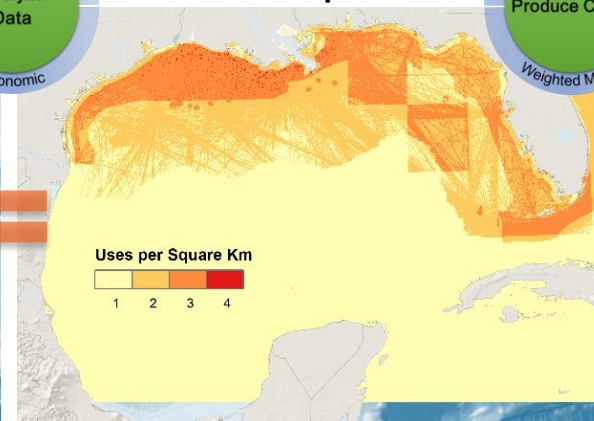 Data
Produce C
onomic
Weighted M
Uses per Square Km
1 2 3 4